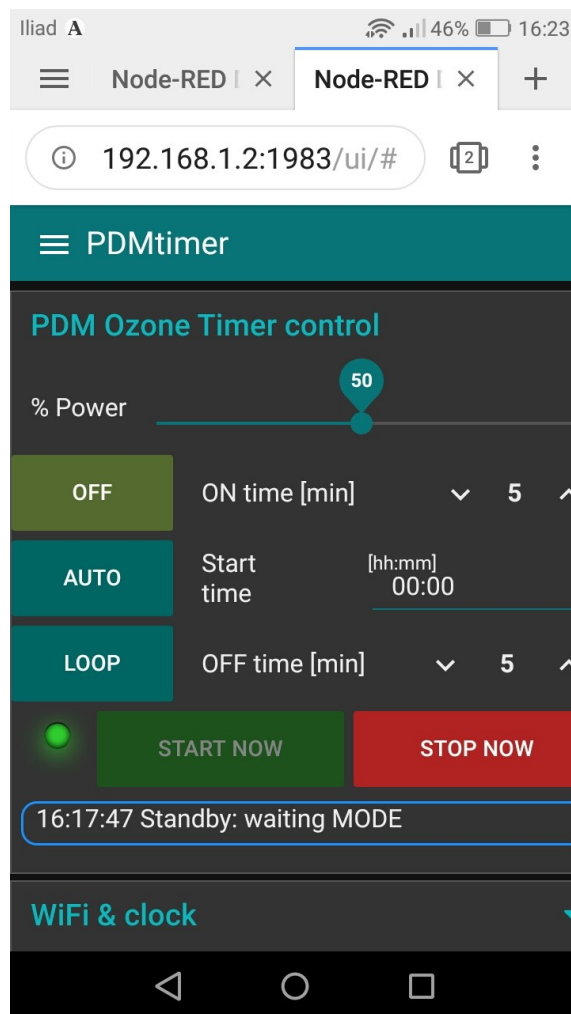 Iliad A 46% 16:23
Node-RED Node-RED
192.168.1.2:1983/ui/# 2
PDMtimer
PDM Ozone Timer control
50
% Power
OFF ON time [min] 5
AUTO Start time [hh:mm] 00:00
LOOP OFF time [min] 5
START NOW STOP NOW
16:17:47 Standby: waiting MODE
WiFi & clock